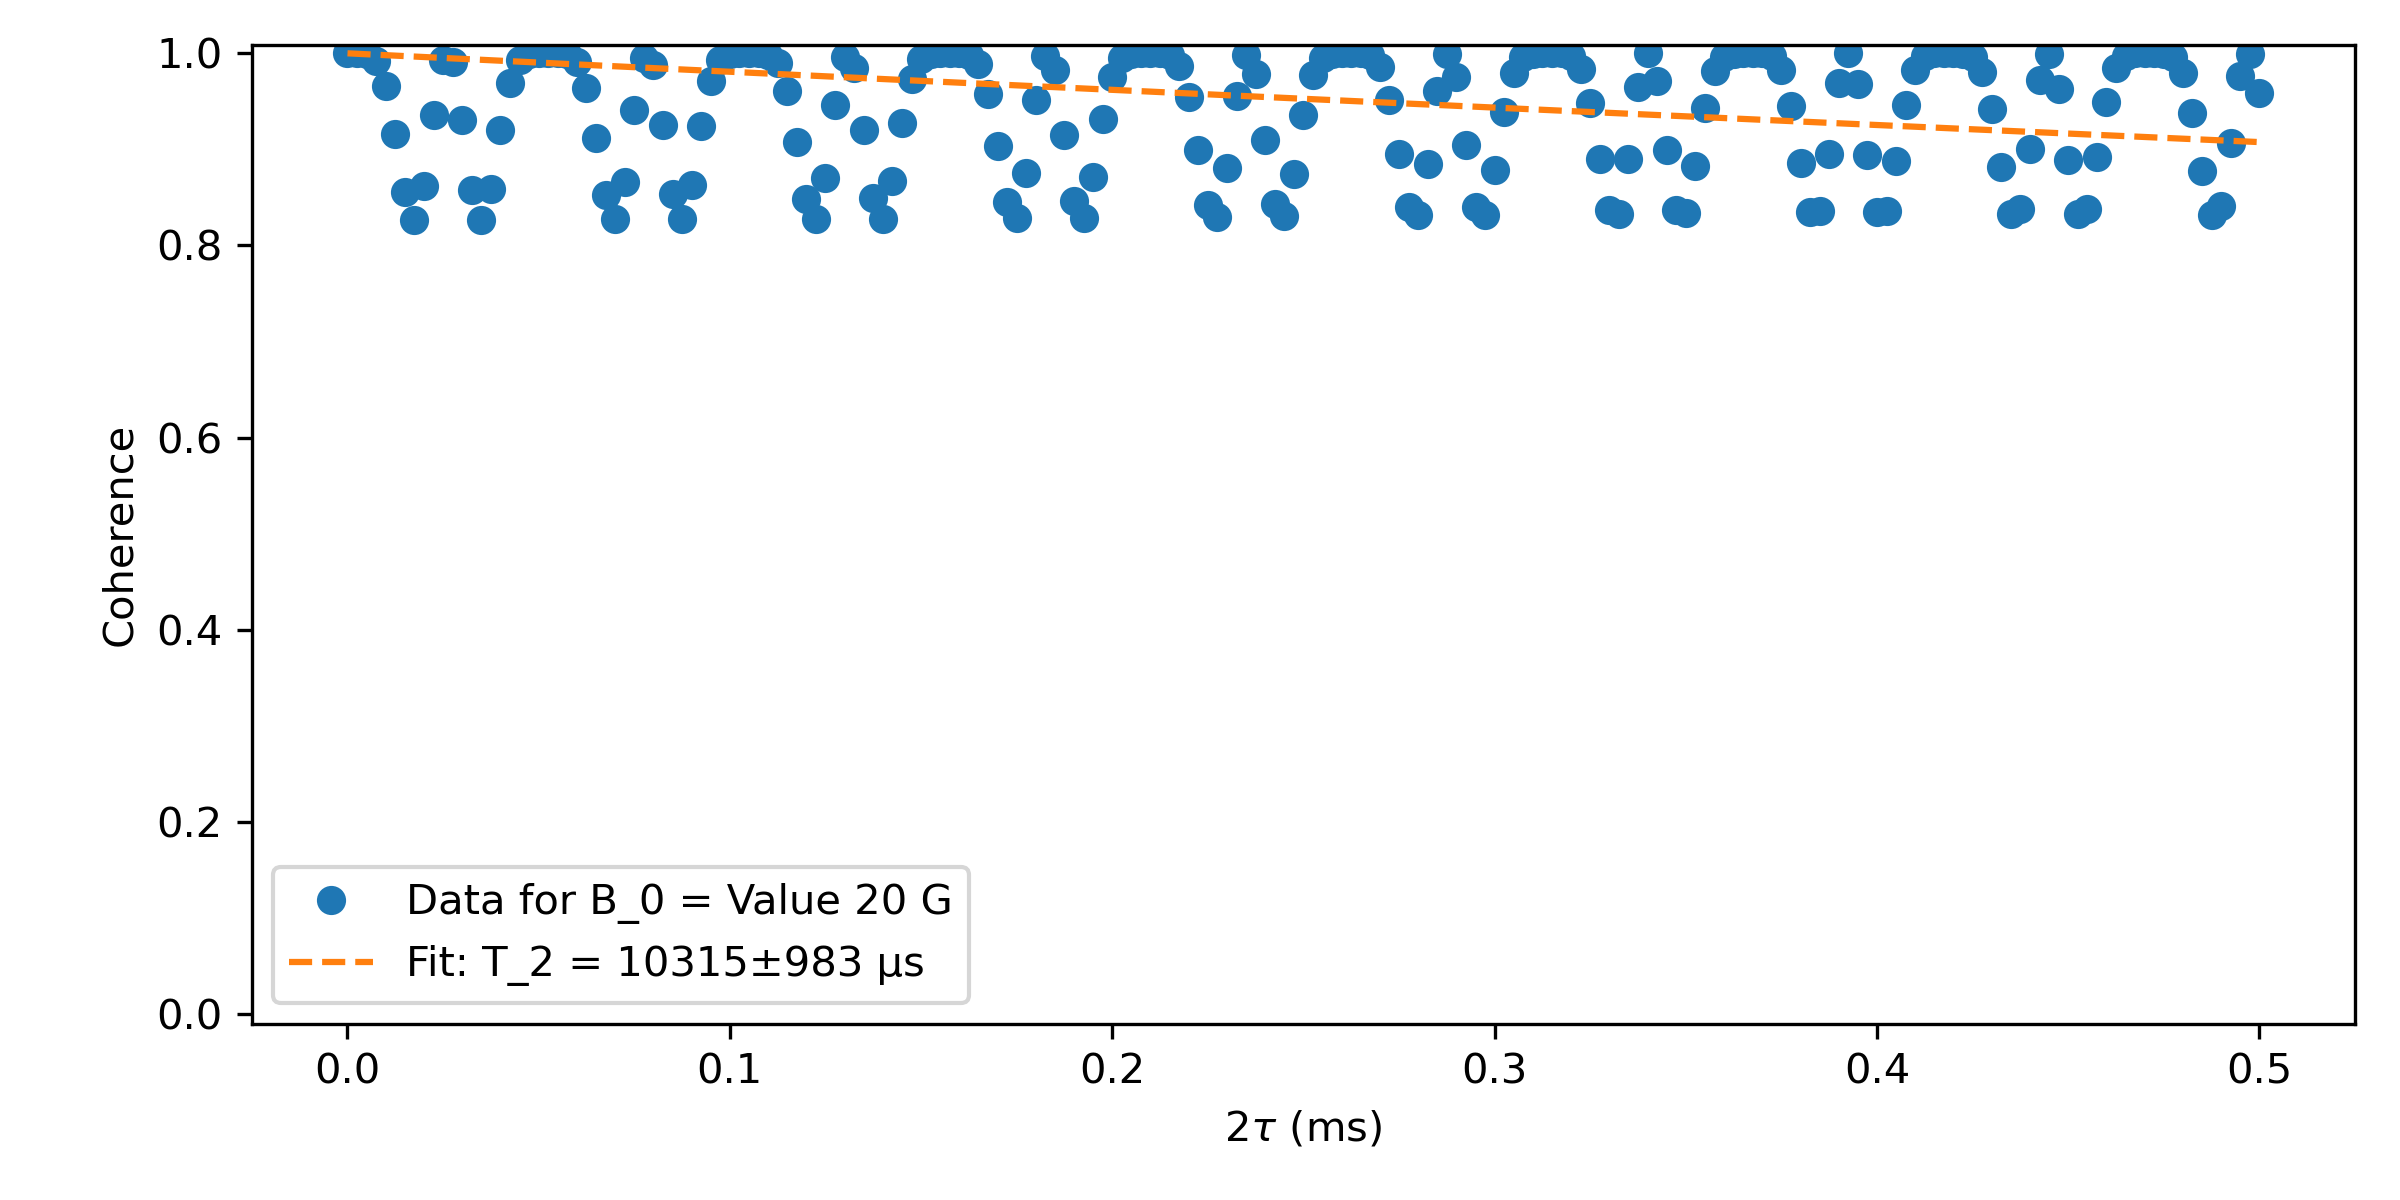 1.0
0.8
0.6
0.4
0.2
0.0
Coherence
Data for B_0 = Value 20 G
Fit: T_2 = 10315±983 μs
0.0 0.1 0.2 0.3 0.4 0.5
2τ (ms)